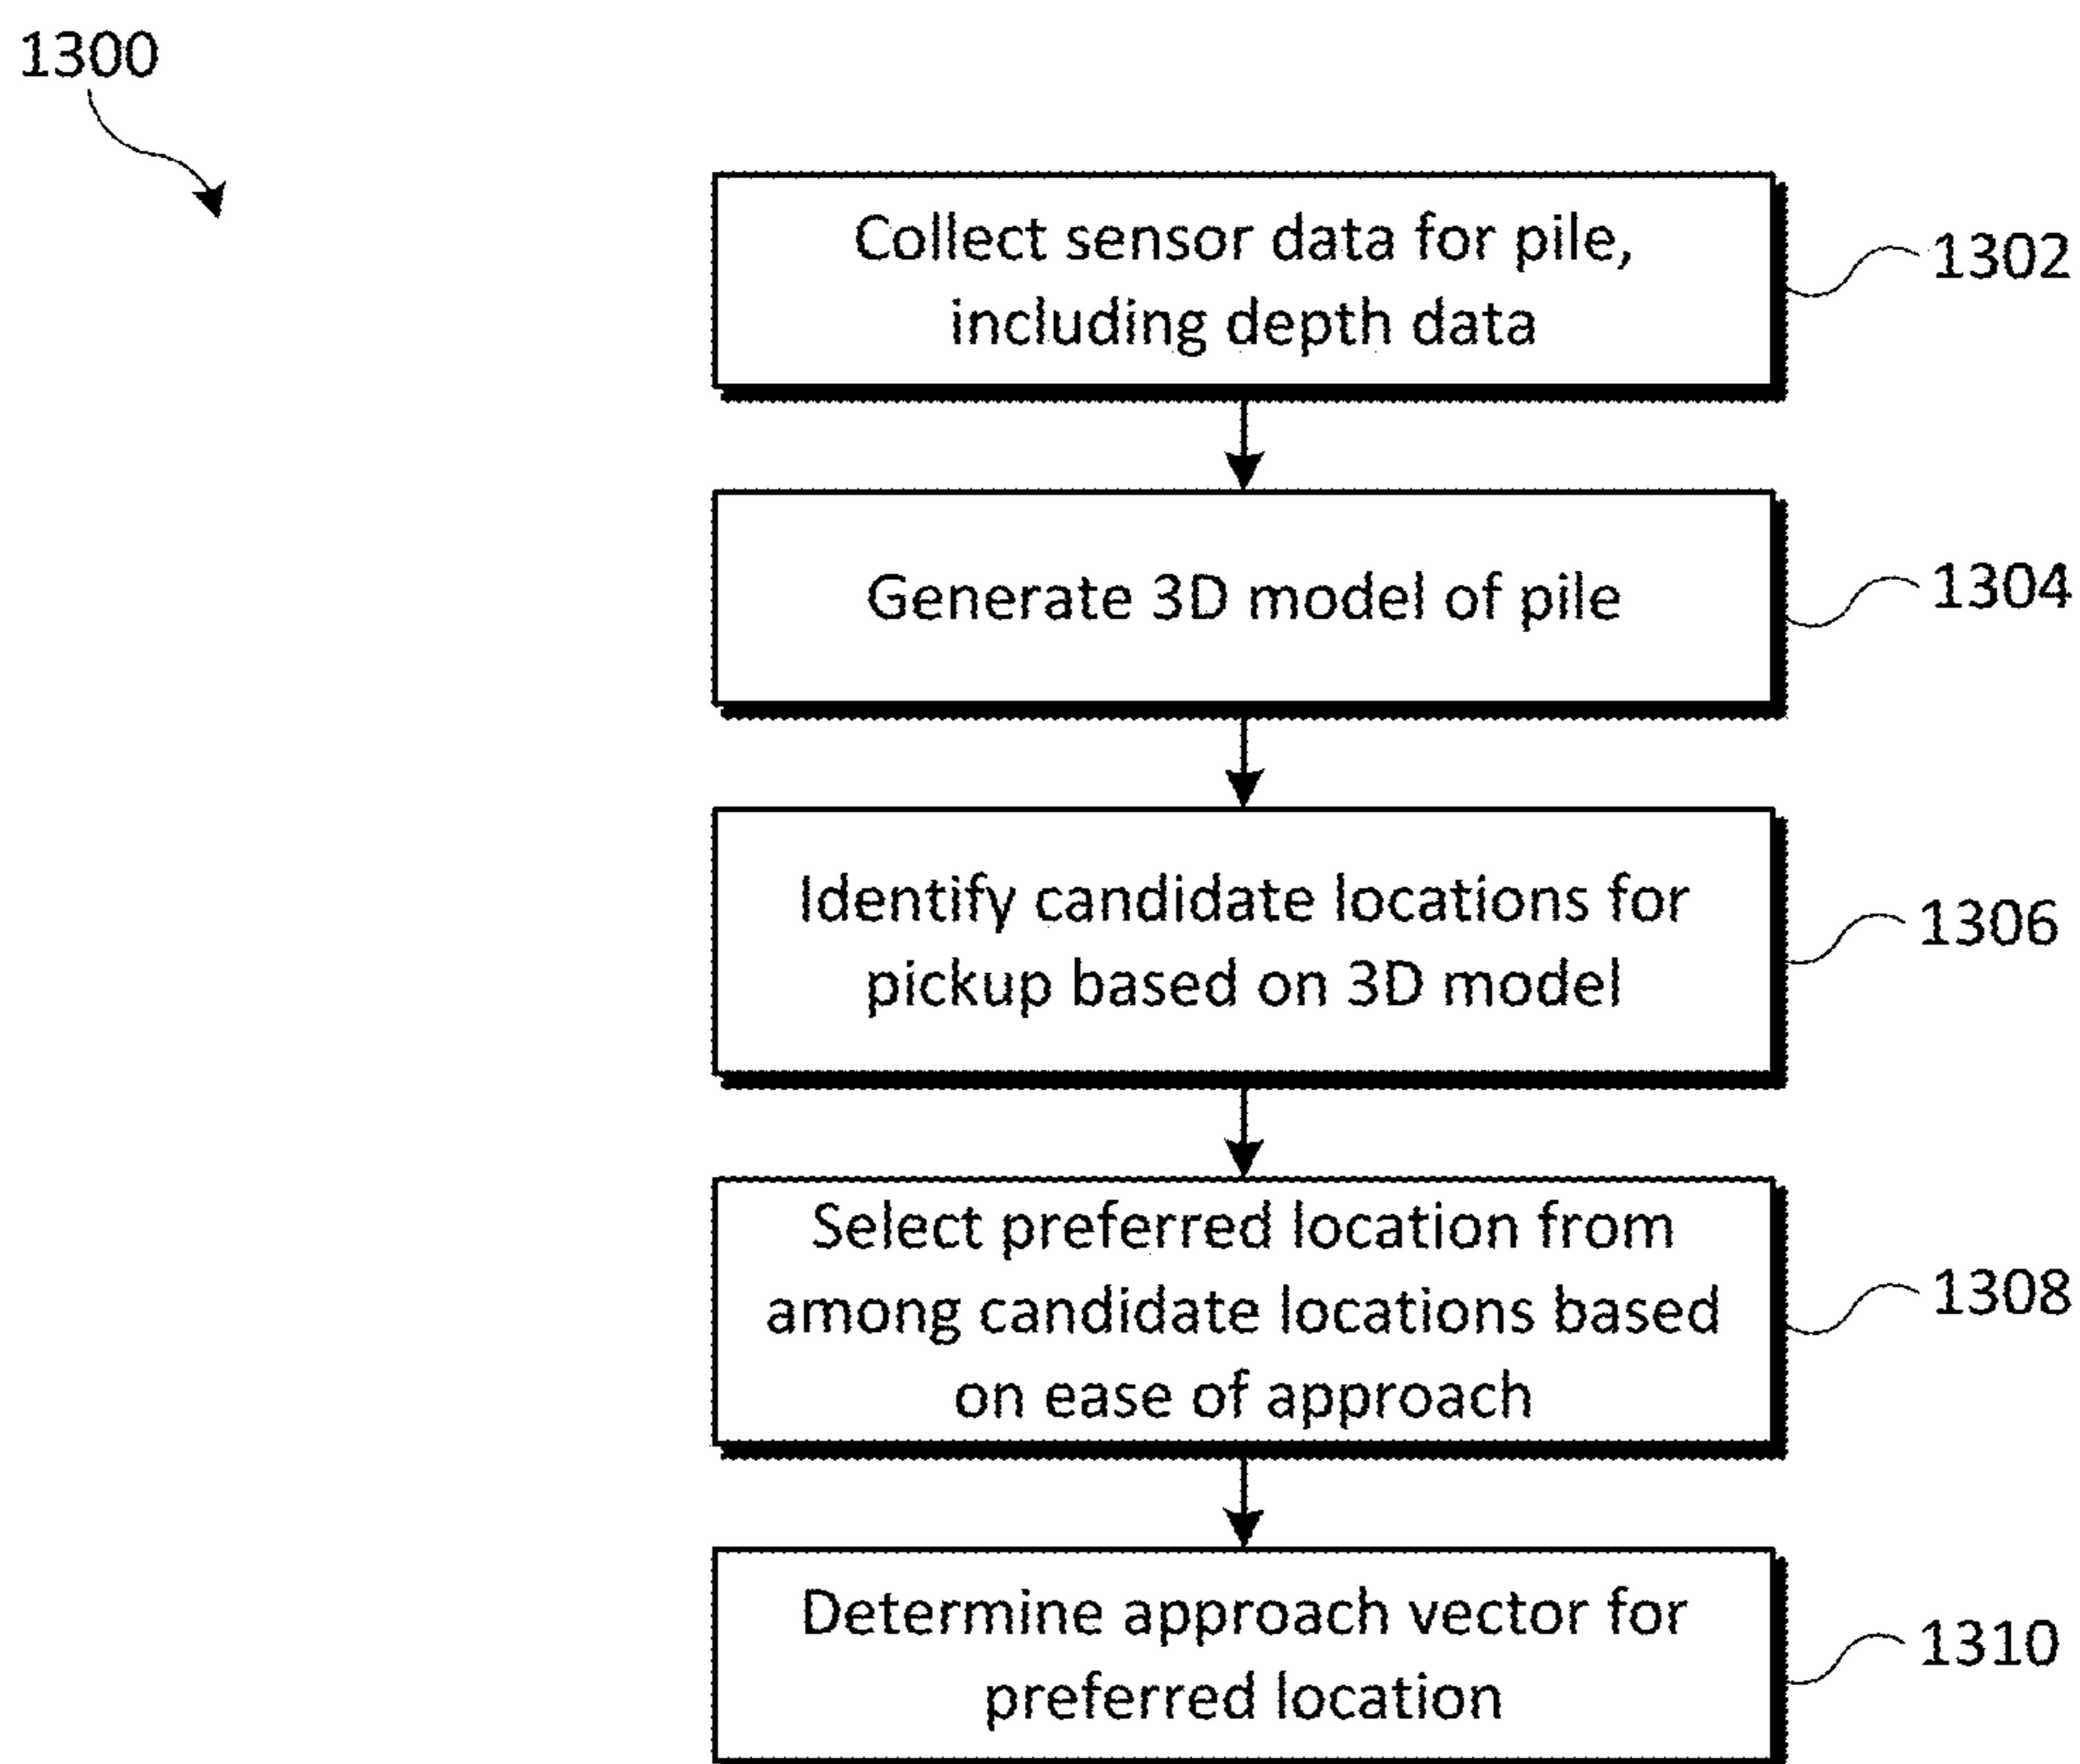 1300
Collect sensor data for pile,
including depth data
1302
Generate 3D model of pile
1304
Identify candidate locations for
pickup based on 3D model
1306
Select preferred location from
among candidate locations based
on ease of approach
1308
Determine approach vector for
preferred location
1310